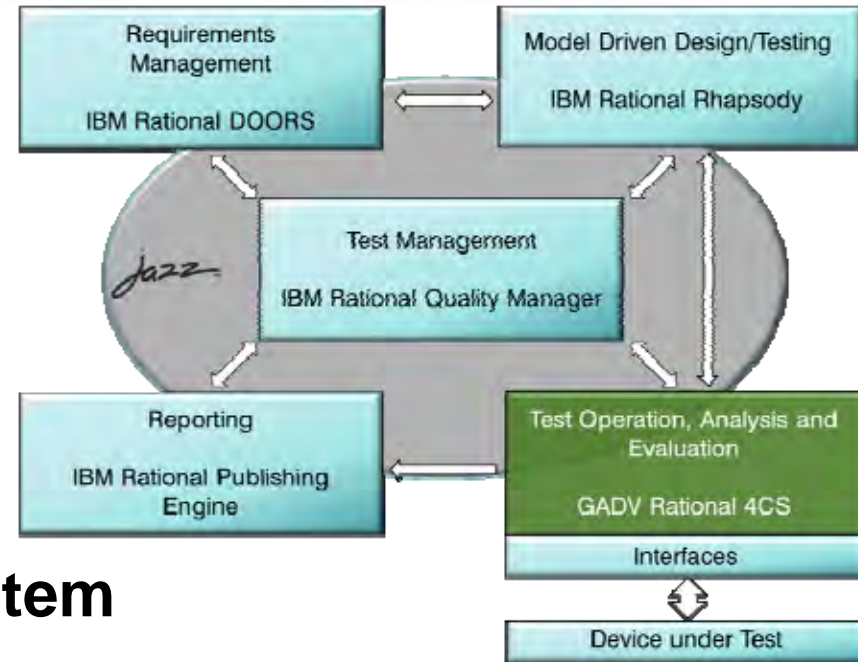 Requirements
Management
IBM Rational DOORS
Model Driven Design/Testing
IBM Rational Rhapsody
Jazz
Test Management
IBM Rational Quality Manager
Reporting
IBM Rational Publishing
Engine
Test Operation, Analysis and
Evaluation
GADV Rational 4CS
Interfaces
Device under Test
tem